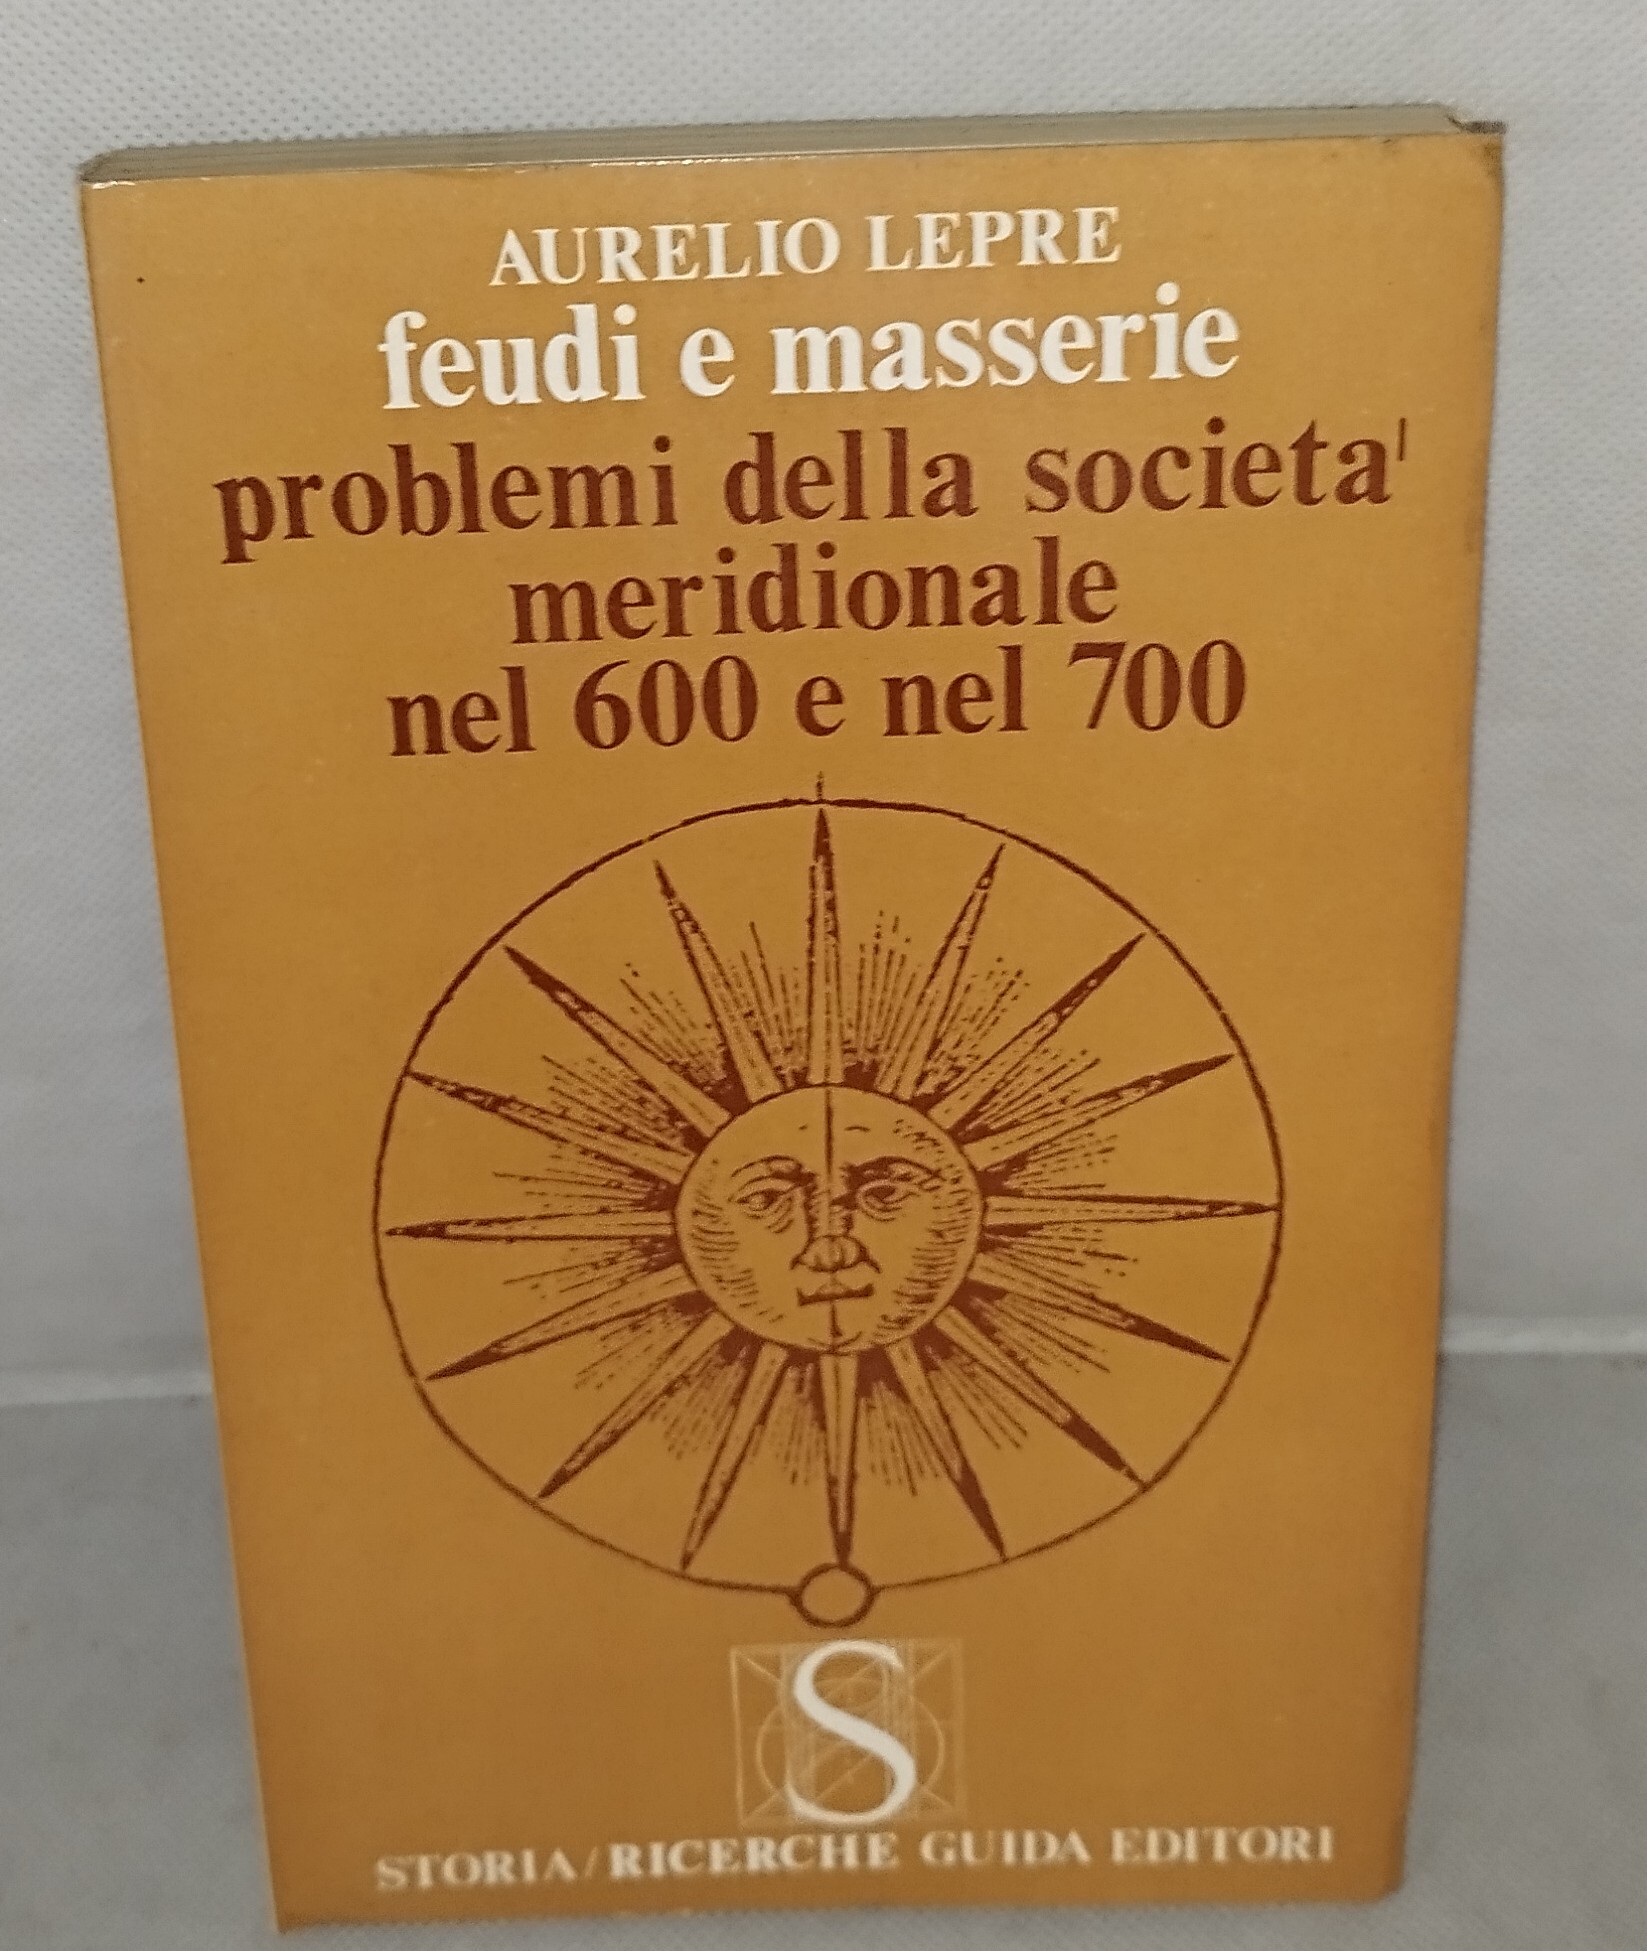 AURELIO LEPRE
feudi e masserie
problemi della societa'
meridionale
nel 600 e nel 700
S
STORIA/RICERCHE GUIDA EDITORI